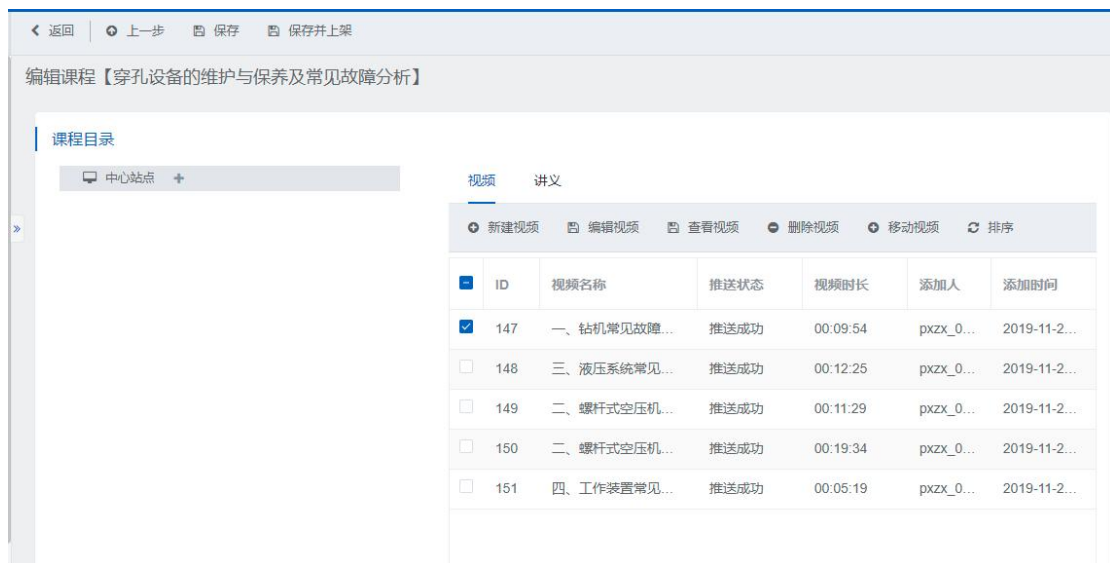 返回 上一步 保存 保存并上架
编辑课程【穿孔设备的维护与保养及常见故障分析】
课程目录
中心站点
视频 讲义
新建视频 编辑视频 查看视频 删除视频 移动视频 排序
ID 视频名称 推送状态 视频时长 添加人 添加时间
147 一、钻机常见故障... 推送成功 00:09:54 pxzx_0... 2019-11-2...
148 三、液压系统常见... 推送成功 00:12:25 pxzx_0... 2019-11-2...
149 二、螺杆式空压机... 推送成功 00:11:29 pxzx_0... 2019-11-2...
150 二、螺杆式空压机... 推送成功 00:19:34 pxzx_0... 2019-11-2...
151 四、工作装置常见... 推送成功 00:05:19 pxzx_0... 2019-11-2...